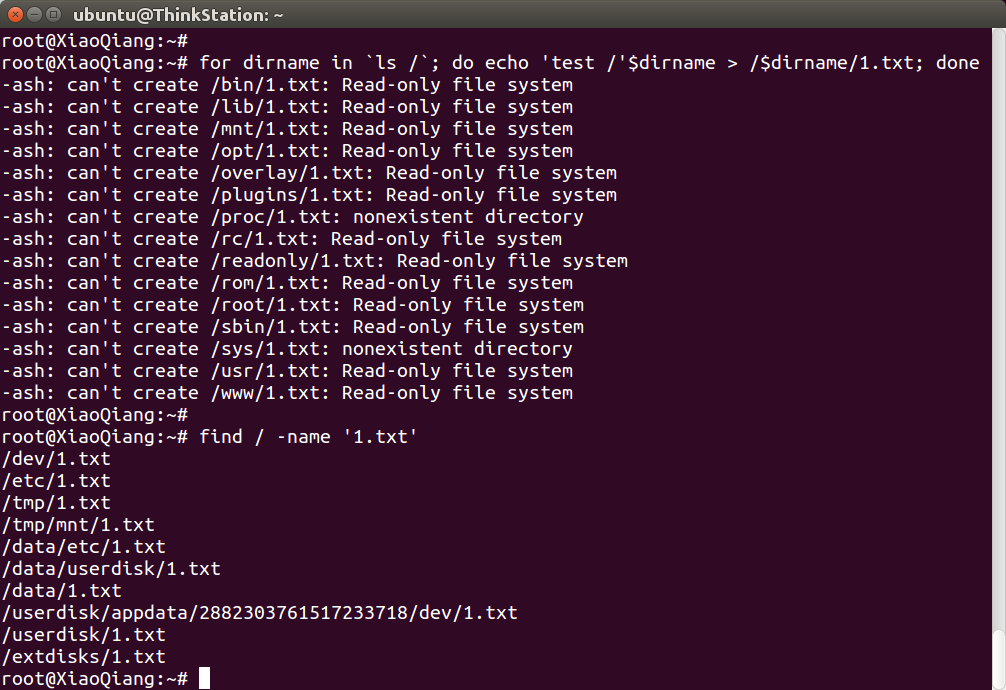 ubuntu@ThinkStation: ~
root@XiaoQiang:~#
root@XiaoQiang:~# for dirname in `ls /`; do echo 'test /'$dirname > /$dirname/1.txt; done
-ash: can't create /bin/1.txt: Read-only file system
-ash: can't create /lib/1.txt: Read-only file system
-ash: can't create /mnt/1.txt: Read-only file system
-ash: can't create /opt/1.txt: Read-only file system
-ash: can't create /overlay/1.txt: Read-only file system
-ash: can't create /plugins/1.txt: Read-only file system
-ash: can't create /proc/1.txt: nonexistent directory
-ash: can't create /rc/1.txt: Read-only file system
-ash: can't create /readonly/1.txt: Read-only file system
-ash: can't create /rom/1.txt: Read-only file system
-ash: can't create /root/1.txt: Read-only file system
-ash: can't create /sbin/1.txt: Read-only file system
-ash: can't create /sys/1.txt: nonexistent directory
-ash: can't create /usr/1.txt: Read-only file system
-ash: can't create /www/1.txt: Read-only file system
root@XiaoQiang:~#
root@XiaoQiang:~# find / -name '1.txt'
/dev/1.txt
/etc/1.txt
/tmp/1.txt
/tmp/mnt/1.txt
/data/etc/1.txt
/data/userdisk/1.txt
/data/1.txt
/userdisk/appdata/2882303761517233718/dev/1.txt
/userdisk/1.txt
/extdisks/1.txt
root@XiaoQiang:~#